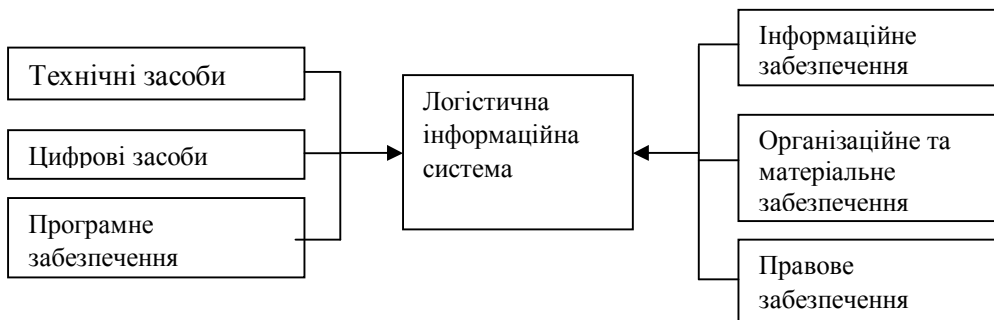 Технічні засоби
Цифрові засоби
Програмне
забезпечення
Логістична
інформаційна
система
Інформаційне
забезпечення
Організаційне та
матеріальне
забезпечення
Правове
забезпечення